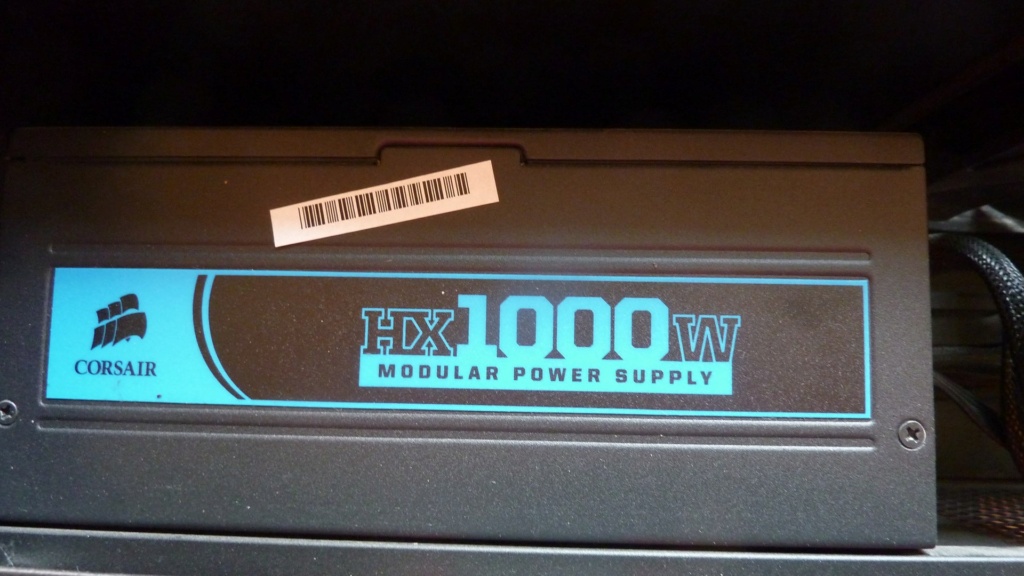 CORSAIR
HX1000W
MODULAR POWER SUPPLY